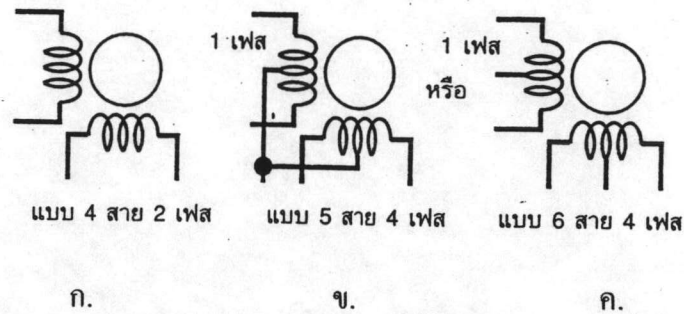 1 เฟส
1 เฟส
หรือ
แบบ 4 สาย 2 เฟส
แบบ 5 สาย 4 เฟส
แบบ 6 สาย 4 เฟส
ก.
ข.
ค.